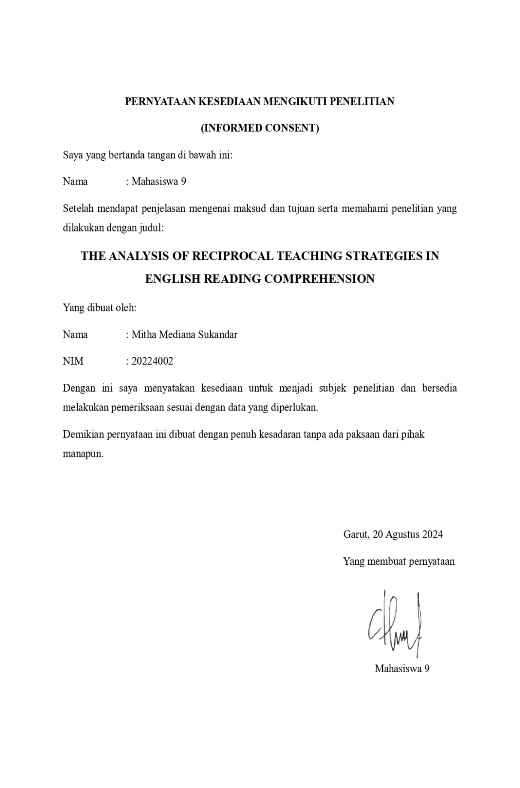 PERNYATAAN KESEDIAAN MENGIKUTI PENELITIAN
(INFORMED CONSENT)
Saya yang bertanda tangan di bawah ini:
Nama : Mahasiswa 9
Setelah mendapat penjelasan mengenai maksud dan tujuan serta memahami penelitian yang
dilakukan dengan judul:
THE ANALYSIS OF RECIPROCAL TEACHING STRATEGIES IN
ENGLISH READING COMPREHENSION
Yang dibuat oleh:
Nama : Mitha Mediana Sukandar
NIM : 20224002
Dengan ini saya menyatakan kesediaan untuk menjadi subjek penelitian dan bersedia
melakukan pemeriksaan sesuai dengan data yang diperlukan.
Demikian pernyataan ini dibuat dengan penuh kesadaran tanpa ada paksaan dari pihak
manapun.
Garut, 20 Agustus 2024
Yang membuat pernyataan
Mahasiswa 9